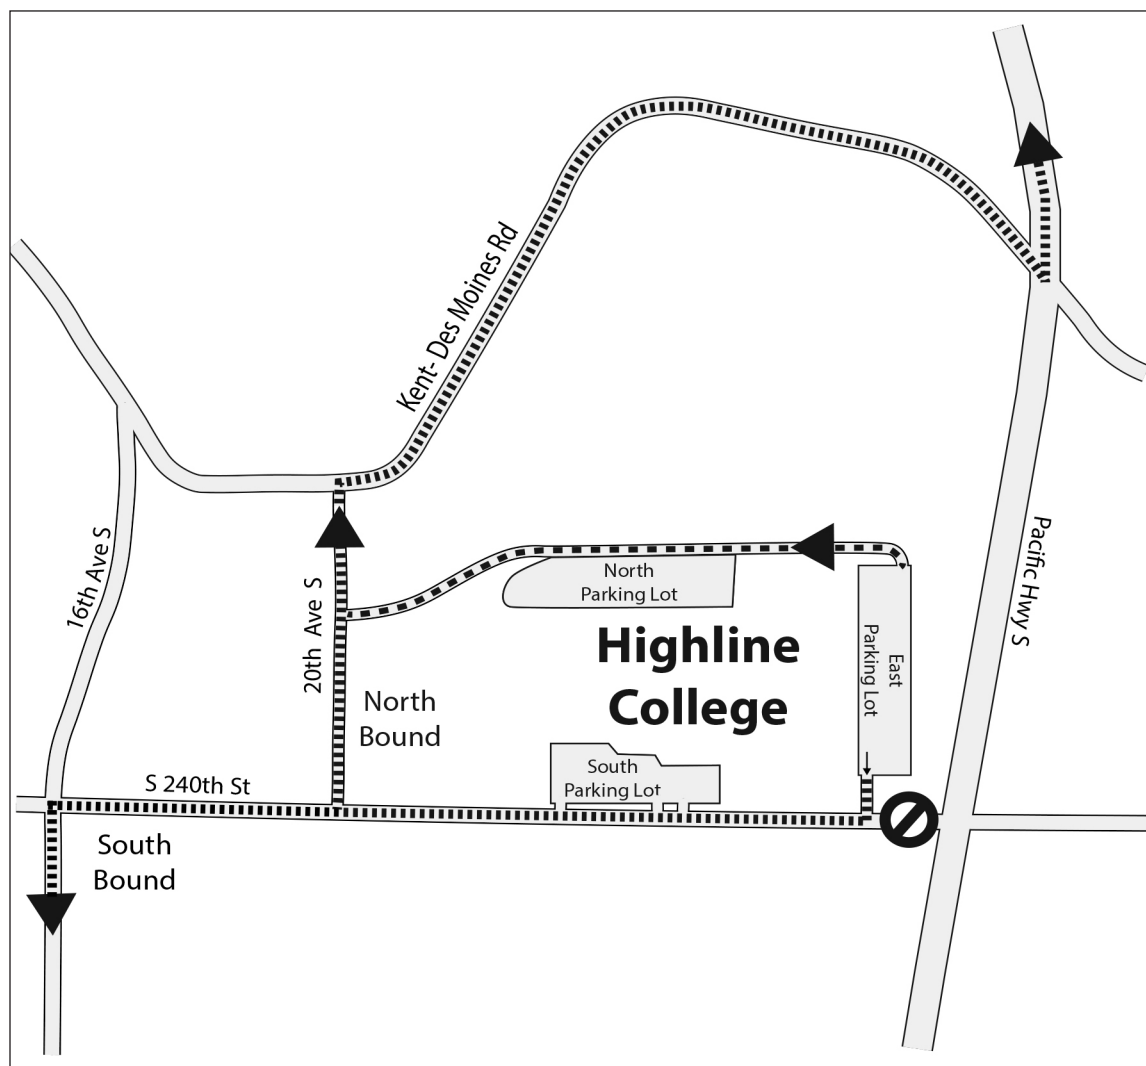 Kent- Des Moines Rd
16th Ave S
20th Ave S
Pacific Hwy S
North
Parking Lot
Highline
College
East
Parking Lot
North
Bound
South
Parking Lot
S 240th St
South
Bound